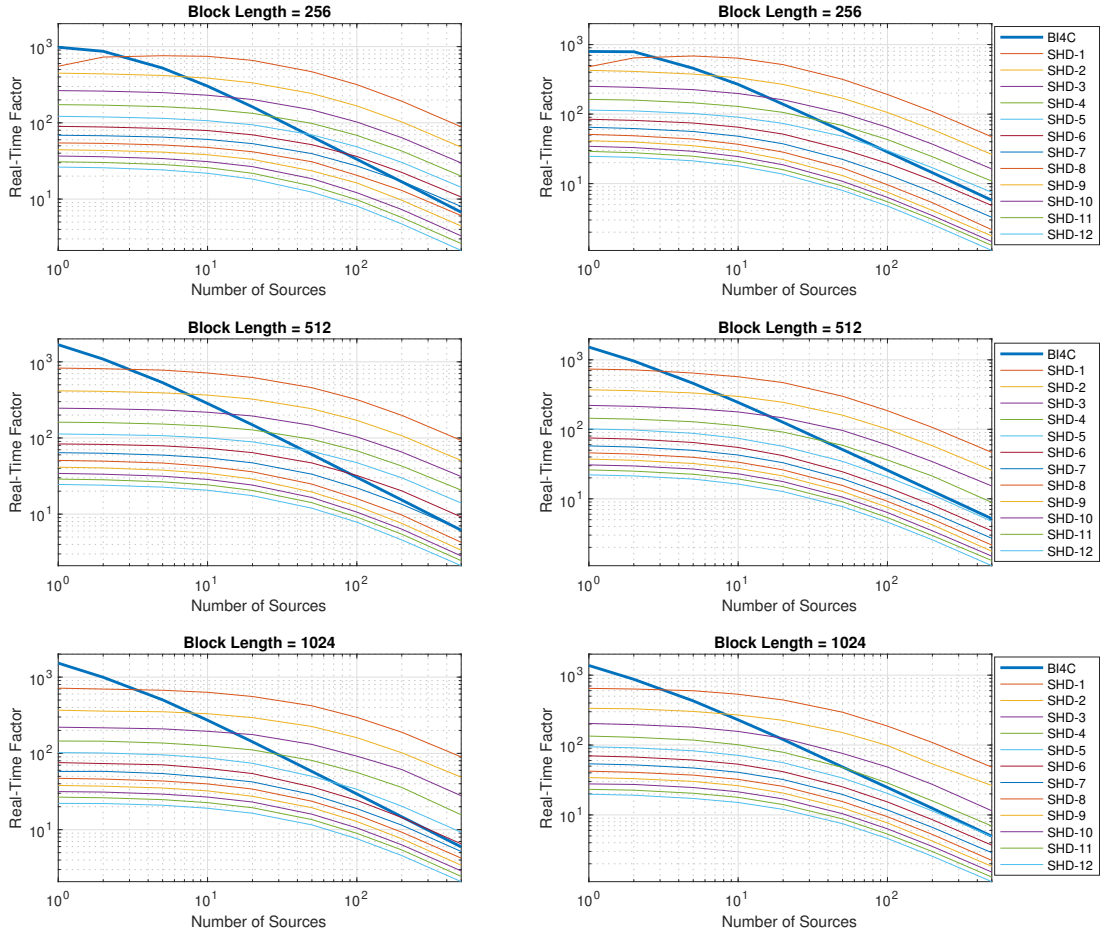 Block Length = 256
Real-Time Factor
10³
10²
10¹
10⁰ 10¹ 10²
Number of Sources
Block Length = 256
Real-Time Factor
10³
10²
10¹
10⁰ 10¹ 10²
Number of Sources
BI4C
SHD-1
SHD-2
SHD-3
SHD-4
SHD-5
SHD-6
SHD-7
SHD-8
SHD-9
SHD-10
SHD-11
SHD-12
Block Length = 512
Real-Time Factor
10³
10²
10¹
10⁰ 10¹ 10²
Number of Sources
Block Length = 512
Real-Time Factor
10³
10²
10¹
10⁰ 10¹ 10²
Number of Sources
BI4C
SHD-1
SHD-2
SHD-3
SHD-4
SHD-5
SHD-6
SHD-7
SHD-8
SHD-9
SHD-10
SHD-11
SHD-12
Block Length = 1024
Real-Time Factor
10³
10²
10¹
10⁰ 10¹ 10²
Number of Sources
Block Length = 1024
Real-Time Factor
10³
10²
10¹
10⁰ 10¹ 10²
Number of Sources
BI4C
SHD-1
SHD-2
SHD-3
SHD-4
SHD-5
SHD-6
SHD-7
SHD-8
SHD-9
SHD-10
SHD-11
SHD-12